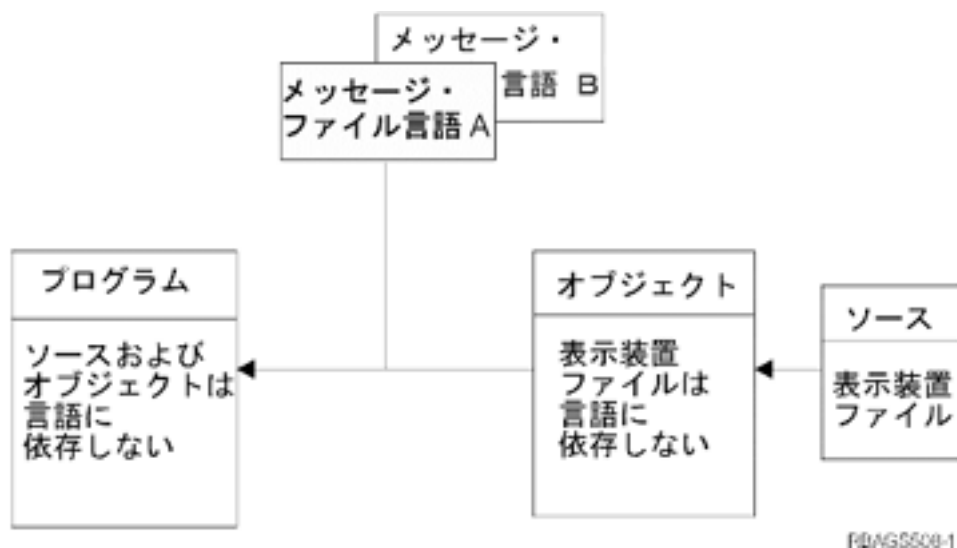 メッセージ・
言語 B
メッセージ・
ファイル言語 A
プログラム
ソースおよび
オブジェクトは
言語に
依存しない
オブジェクト
表示装置
ファイルは
言語に
依存しない
ソース
表示装置
ファイル
RBAGS508-1